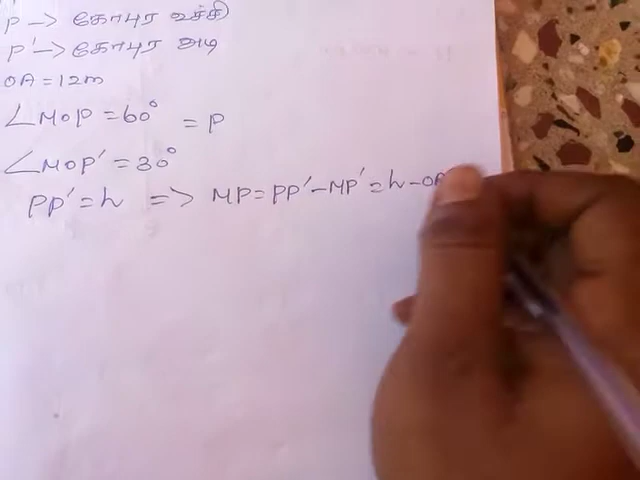 P -> கோபுர உச்சி
P' -> கோபுர அடி
OA = 12m
∠MOP = 60° = P
∠MOP' = 30°
PP' = h => MP = PP' - MP' = h - OA